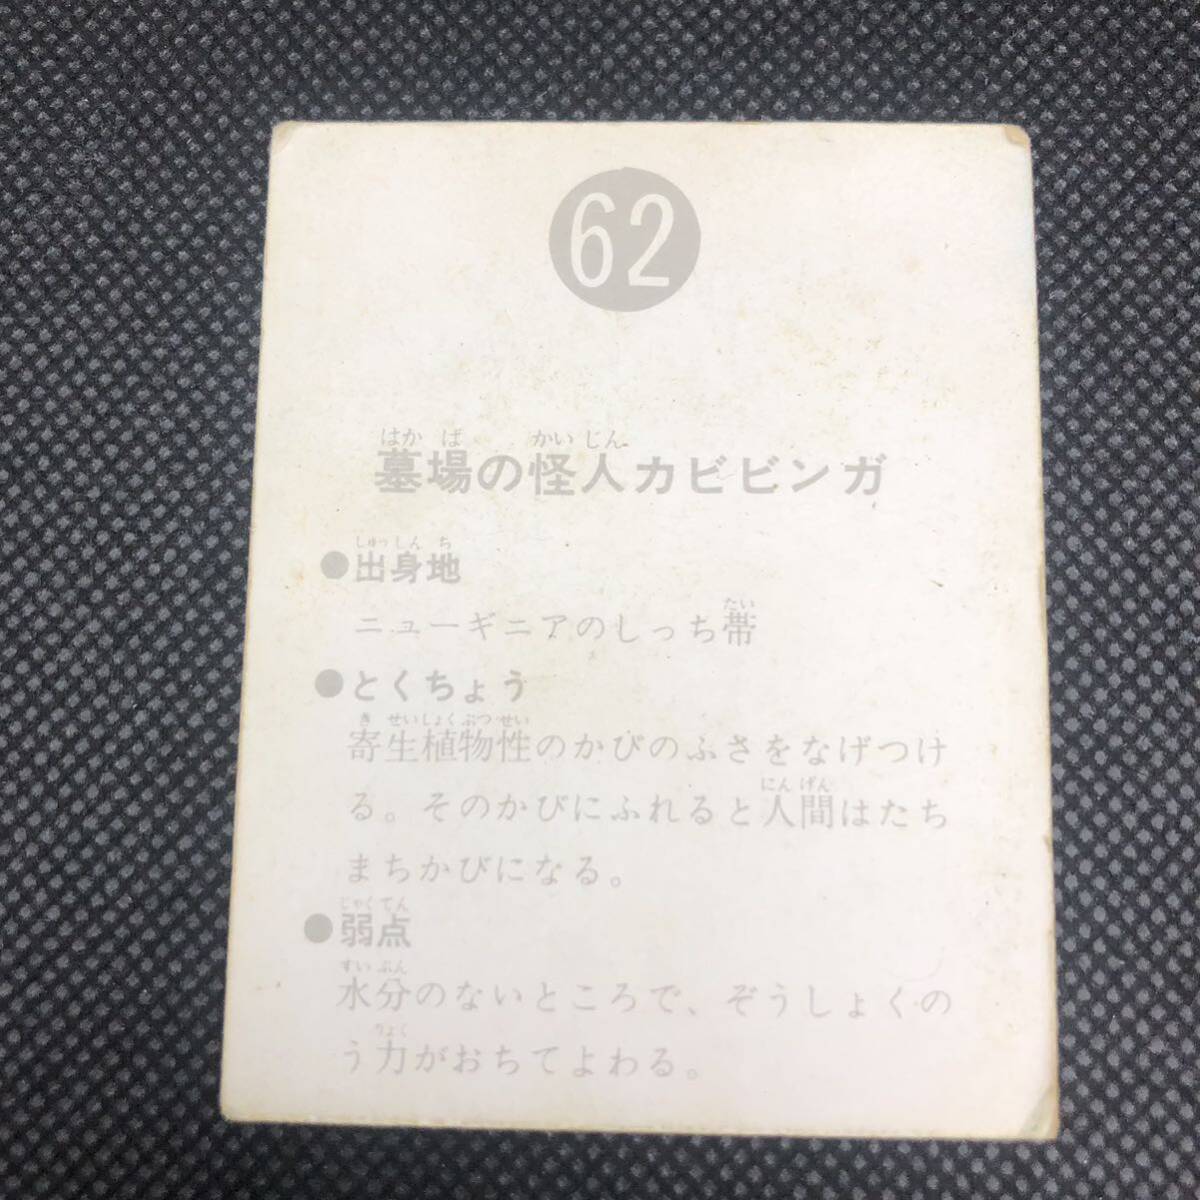 62
墓場の怪人カビビンガ
はかば かいじん
●出身地
しゅっしんち
ニューギニアのしっち帯
たい
●とくちょう
寄生植物性のかびのふさをなげつけ
きせいしょくぶつせい
る。そのかびにふれると人間はたち
にんげん
まちかびになる。
●弱点
じゃくてん
水分のないところで、ぞうしょくの
すいぶん
う力がおちてよわる。
りょく